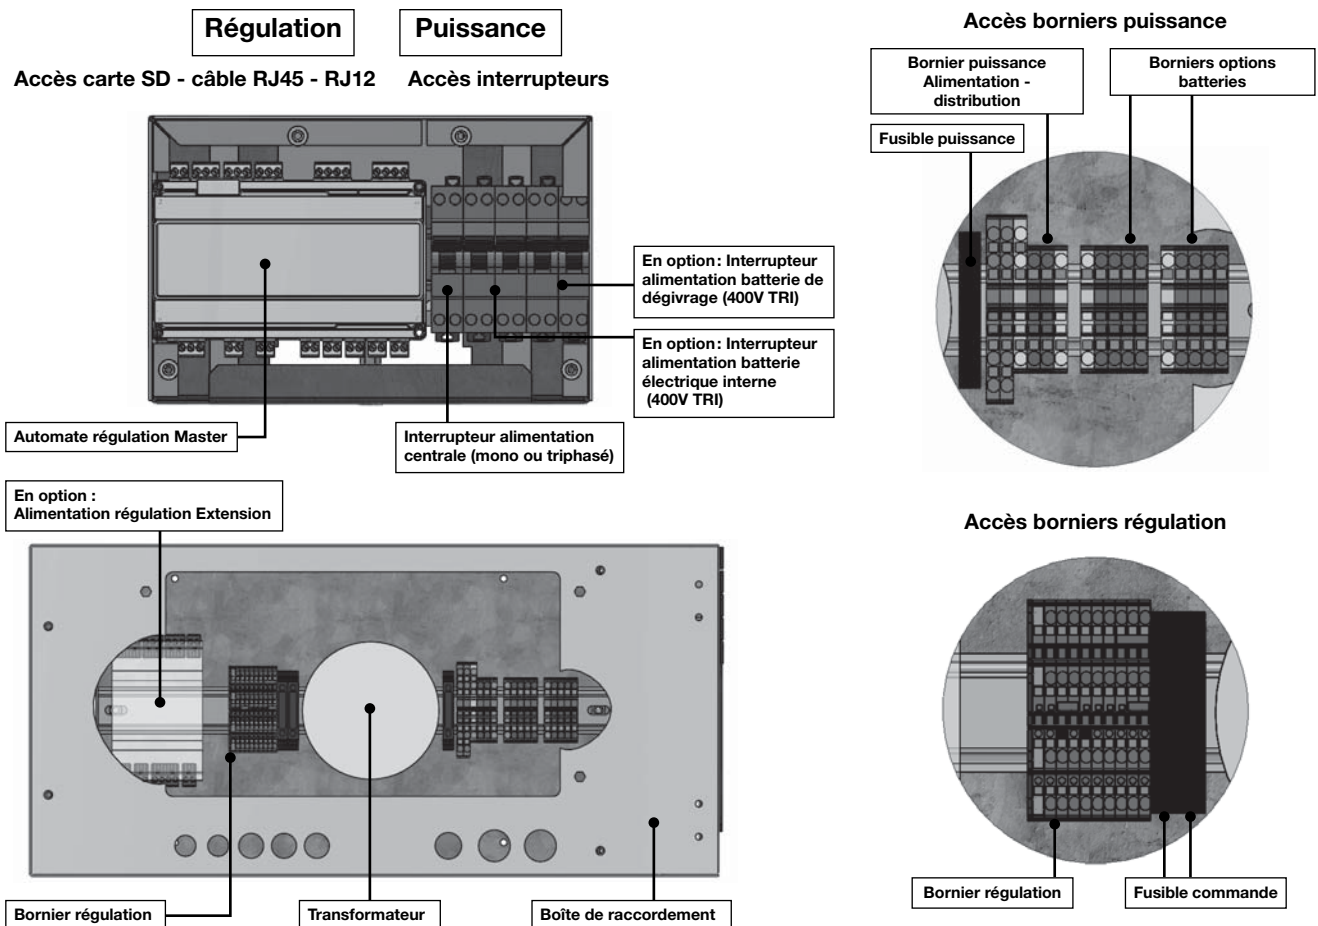 Régulation
Puissance
Accès carte SD - câble RJ45 - RJ12
Accès interrupteurs
En option : Interrupteur
alimentation batterie de
dégivrage (400V TRI)
En option : Interrupteur
alimentation batterie
électrique interne
(400V TRI)
Automate régulation Master
Interrupteur alimentation
centrale (mono ou triphasé)
Accès borniers puissance
Bornier puissance
Alimentation -
distribution
Borniers options
batteries
Fusible puissance
En option :
Alimentation régulation Extension
Bornier régulation
Transformateur
Boîte de raccordement
Accès borniers régulation
Bornier régulation
Fusible commande